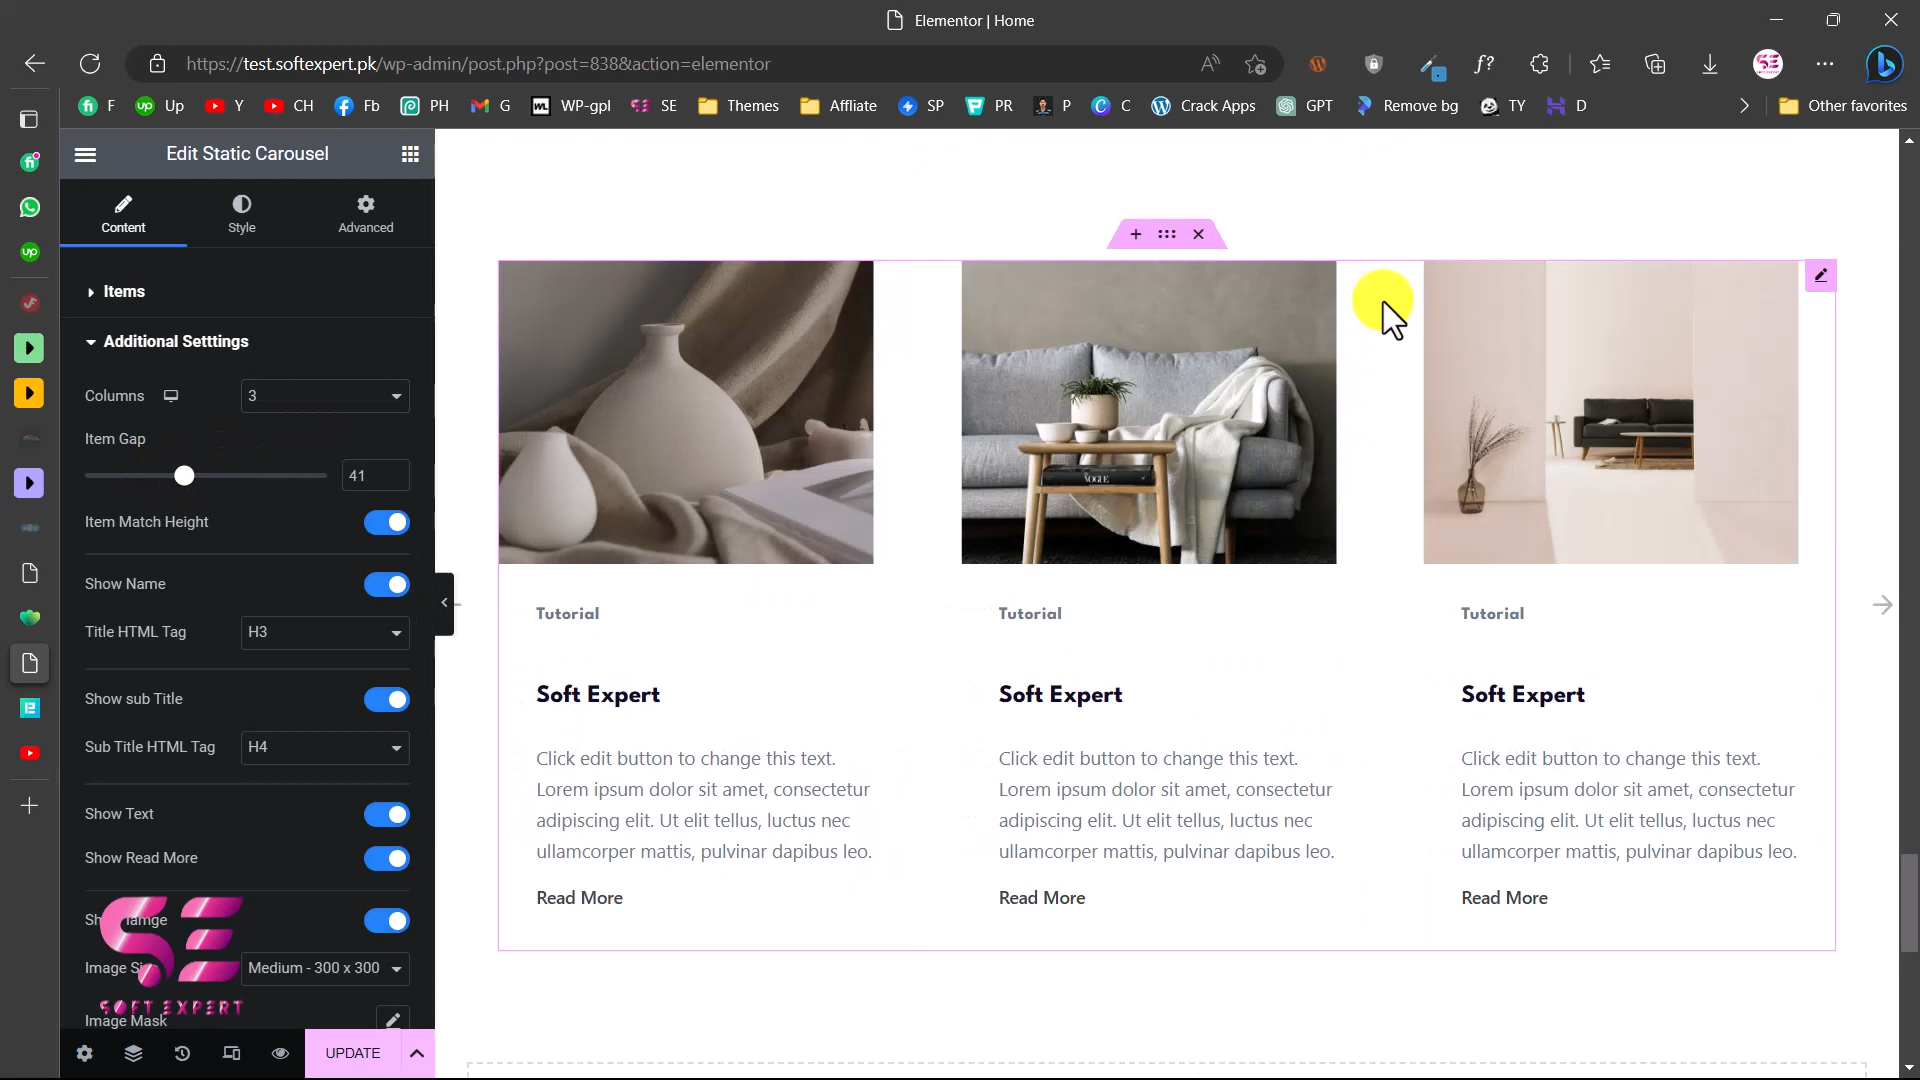 Elementor | Home
https://test.softexpert.pk/wp-admin/post.php?post=838&action=elementor
F Up Y CH Fb PH G WP-gpl SE Themes Affliate SP PR P C Crack Apps GPT Remove bg TY D Other favorites
Edit Static Carousel
Content Style Advanced
Items
Additional Setttings
Columns 3
Item Gap
41
Item Match Height
Show Name
Title HTML Tag H3
Show sub Title
Sub Title HTML Tag H4
Show Text
Show Read More
Image Medium - 300 x 300
SE
SOFT EXPERT
Image Mask
UPDATE
VOGUE
Tutorial Tutorial Tutorial
Soft Expert Soft Expert Soft Expert
Click edit button to change this text. Click edit button to change this text. Click edit button to change this text.
Lorem ipsum dolor sit amet, consectetur Lorem ipsum dolor sit amet, consectetur Lorem ipsum dolor sit amet, consectetur
adipiscing elit. Ut elit tellus, luctus nec adipiscing elit. Ut elit tellus, luctus nec adipiscing elit. Ut elit tellus, luctus nec
ullamcorper mattis, pulvinar dapibus leo. ullamcorper mattis, pulvinar dapibus leo. ullamcorper mattis, pulvinar dapibus leo.
Read More Read More Read More